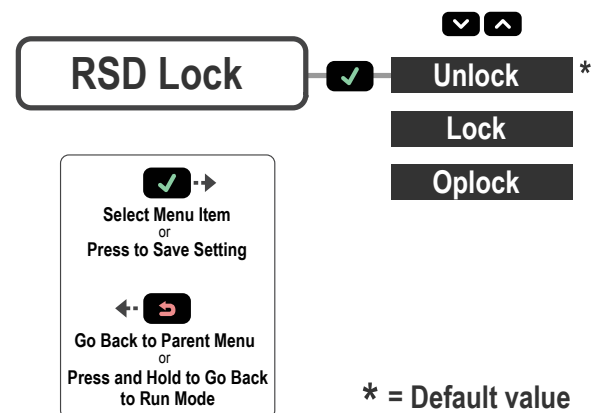 RSD Lock
Unlock *
Lock
Oplock
Select Menu Item
or
Press to Save Setting
Go Back to Parent Menu
or
Press and Hold to Go Back
to Run Mode
* = Default value